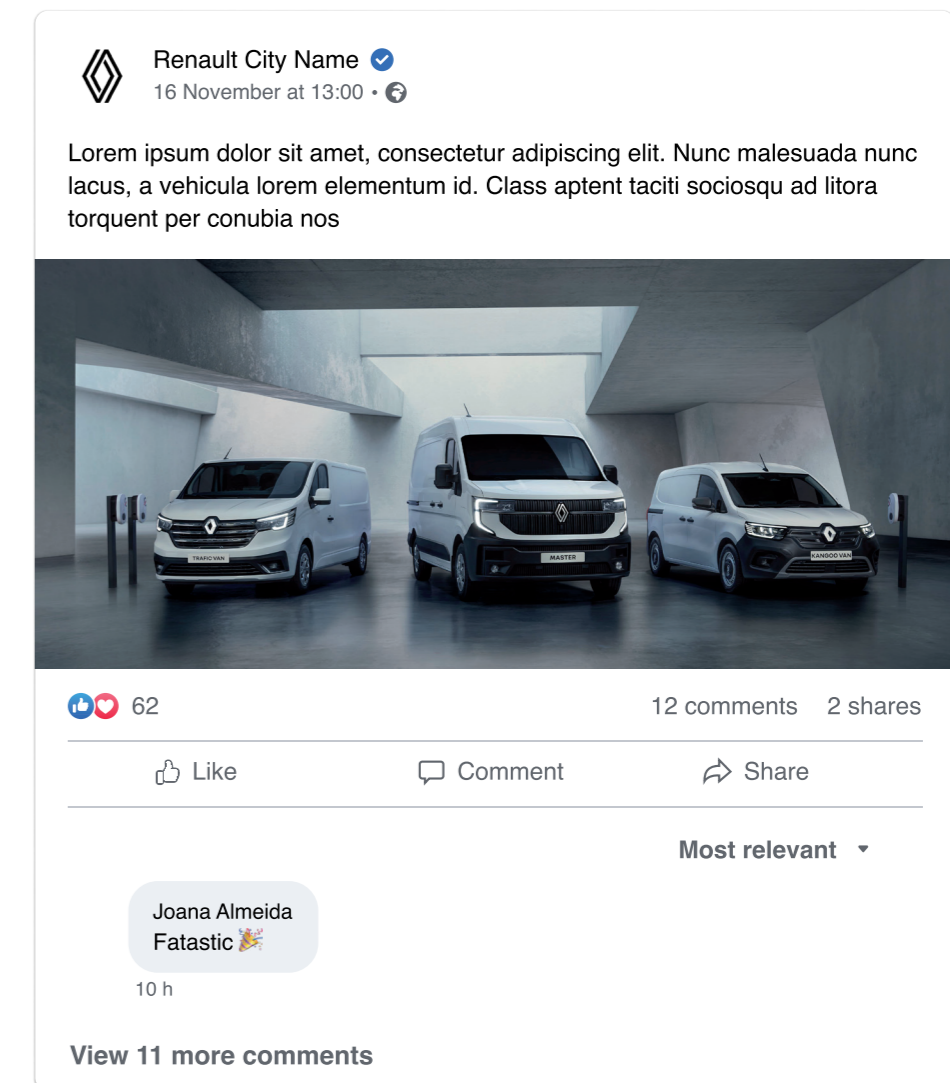 Renault City Name
16 November at 13:00 •
Lorem ipsum dolor sit amet, consectetur adipiscing elit. Nunc malesuada nunc
lacus, a vehicula lorem elementum id. Class aptent taciti sociosqu ad litora
torquent per conubia nos
TRAFIC VAN
MASTER
KANGOO VAN
62
12 comments 2 shares
Like
Comment
Share
Most relevant
Joana Almeida
Fatastic 🎉
10 h
View 11 more comments